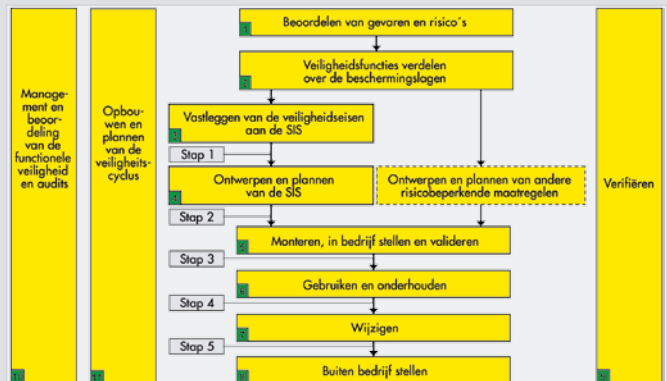 Manage-
ment en
beoor-
deling
van de
functionele
veiligheid
en audits
Opbou-
wen en
plannen
van de
veiligheits-
cyclus
1
Beoordelen van gevaren en risico´s
Veiligheidsfuncties verdelen
over de beschermingslagen
Vastleggen van de veiligheidseisen
aan de SIS
Stap 1
Ontwerpen en plannen
van de SIS
Ontwerpen en plannen van andere
risicobeperkende maatregelen
Stap 2
Monteren, in bedrijf stellen en valideren
Stap 3
Gebruiken en onderhouden
Stap 4
Wijzigen
Stap 5
Buiten bedrijf stellen
Verifiëren